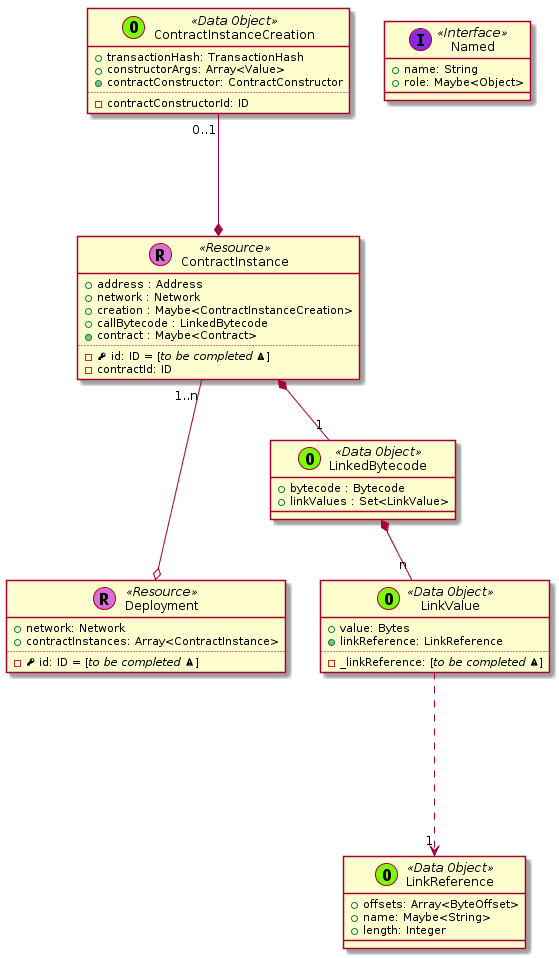 O «Data Object»
ContractInstanceCreation
transactionHash: TransactionHash
constructorArgs: Array<Value>
contractConstructor: ContractConstructor
contractConstructorId: ID
I «Interface»
Named
name: String
role: Maybe<Object>
0..1
R «Resource»
ContractInstance
address : Address
network : Network
creation : Maybe<ContractInstanceCreation>
callBytecode : LinkedBytecode
contract : Maybe<Contract>
id: ID = [to be completed ]
contractId: ID
1..n
1
O «Data Object»
LinkedBytecode
bytecode : Bytecode
linkValues : Set<LinkValue>
n
R «Resource»
Deployment
network: Network
contractInstances: Array<ContractInstance>
id: ID = [to be completed ]
O «Data Object»
LinkValue
value: Bytes
linkReference: LinkReference
_linkReference: [to be completed ]
1
O «Data Object»
LinkReference
offsets: Array<ByteOffset>
name: Maybe<String>
length: Integer